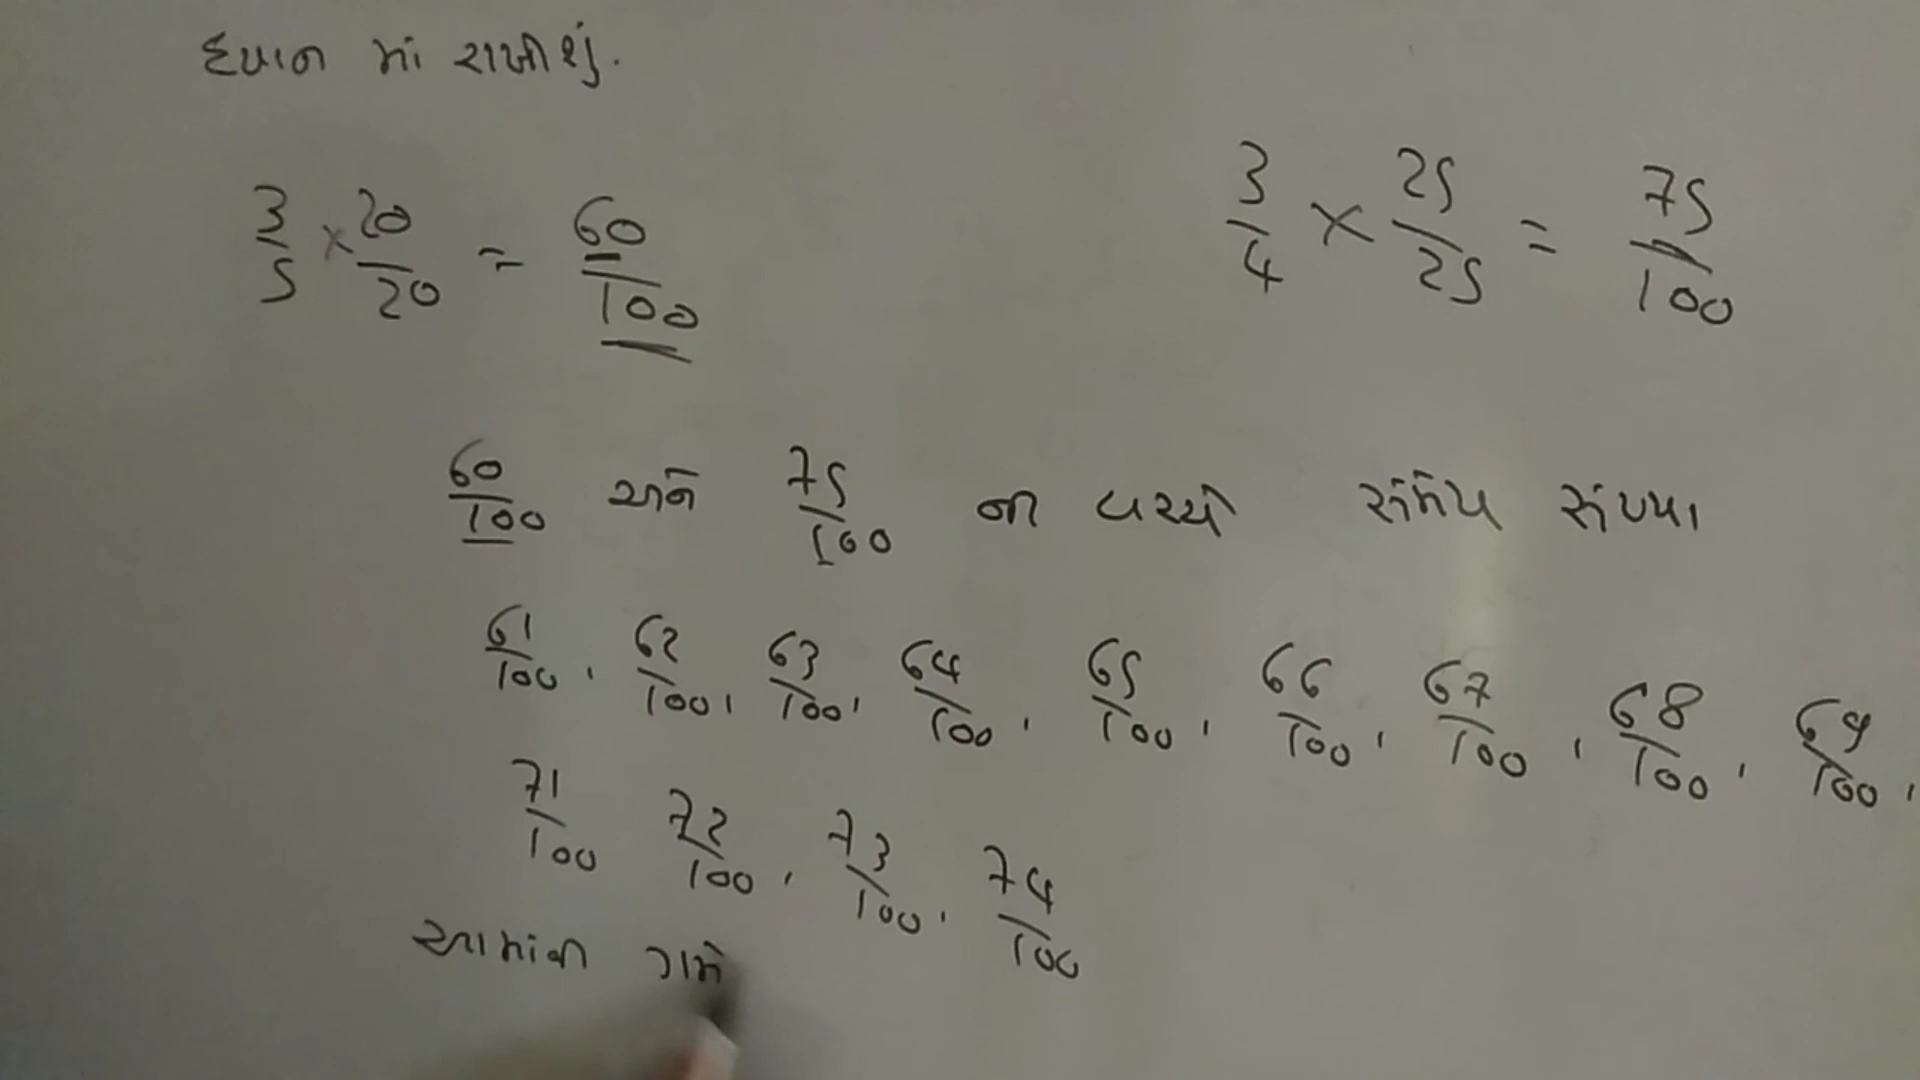 ધ્યાન માં રાખીશું.
3/5 × 20/20 = 60/100
3/4 × 25/25 = 75/100
60/100 અને 75/100 ની વચ્ચે સંમેય સંખ્યા
61/100, 62/100, 63/100, 64/100, 65/100, 66/100, 67/100, 68/100, 69/100,
71/100 72/100, 73/100, 74/100
આમાંની ગમે